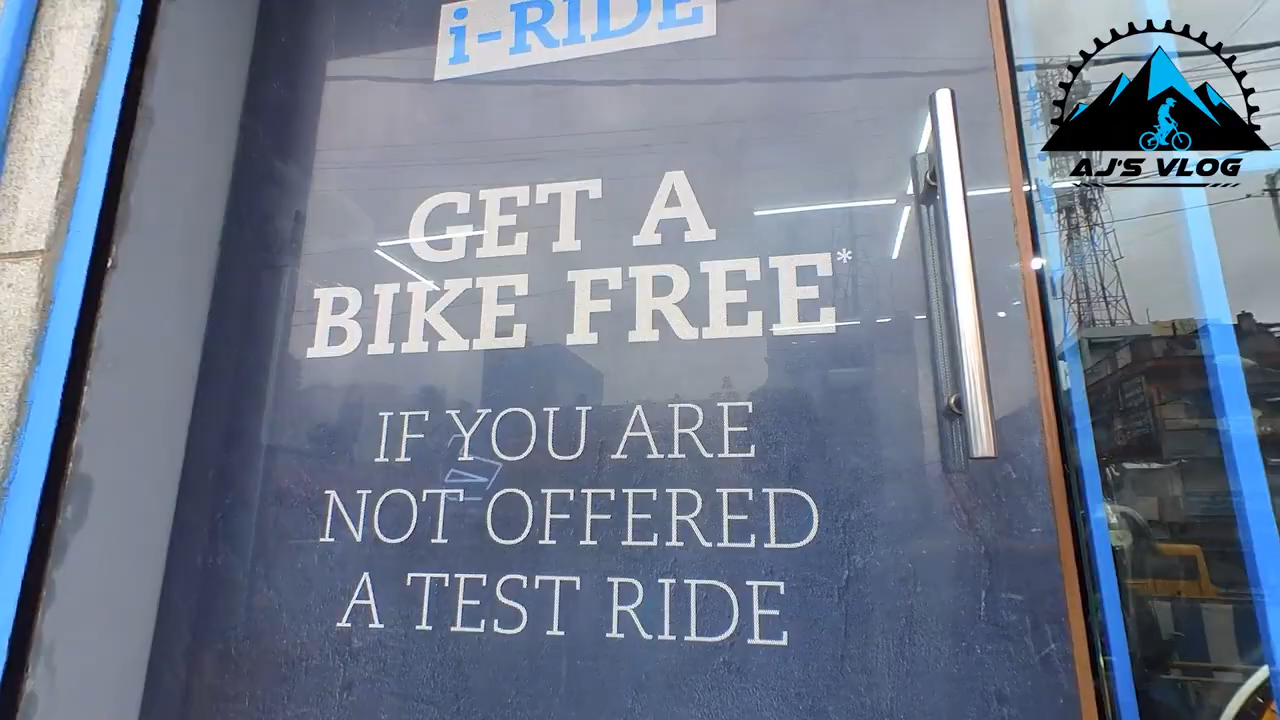 i-RIDE
AJ'S VLOG
GET A
BIKE FREE*
IF YOU ARE
NOT OFFERED
A TEST RIDE